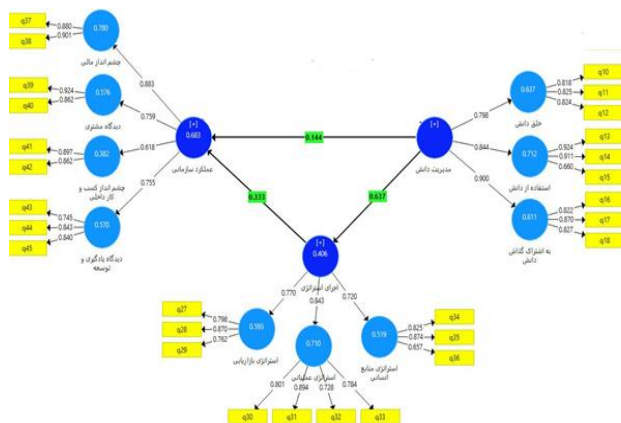 q37
0.880
0.780
q38
0.901
چشم انداز مالی
0.883
q39
0.924
0.576
q40
0.862
دیدگاه مشتری
0.759
q41
0.897
0.382
q42
0.862
چشم انداز کسب و
کار داخلی
0.618
q43
0.745
q44
0.843
0.570
q45
0.840
دیدگاه یادگیری و
توسعه
0.755
[+]
0.683
عملکرد سازمانی
0.144
[+]
مدیریت دانش
0.333
0.637
0.798
0.637
خلق دانش
0.818
q10
0.825
q11
0.824
q12
0.844
0.712
استفاده از دانش
0.924
q13
0.911
q14
0.660
q15
0.900
0.811
به اشتراک گذاش
دانش
0.822
q16
0.870
q17
0.827
q18
[+]
0.406
اجرای استراتژی
0.770
0.843
0.720
q27
0.798
q28
0.870
0.593
q29
0.762
استراتژی بازاریابی
0.710
استراتژی عملیاتی
0.519
استراتژی منابع
انسانی
0.825
q34
0.874
q35
0.657
q36
0.801
0.894
0.728
0.784
q30
q31
q32
q33